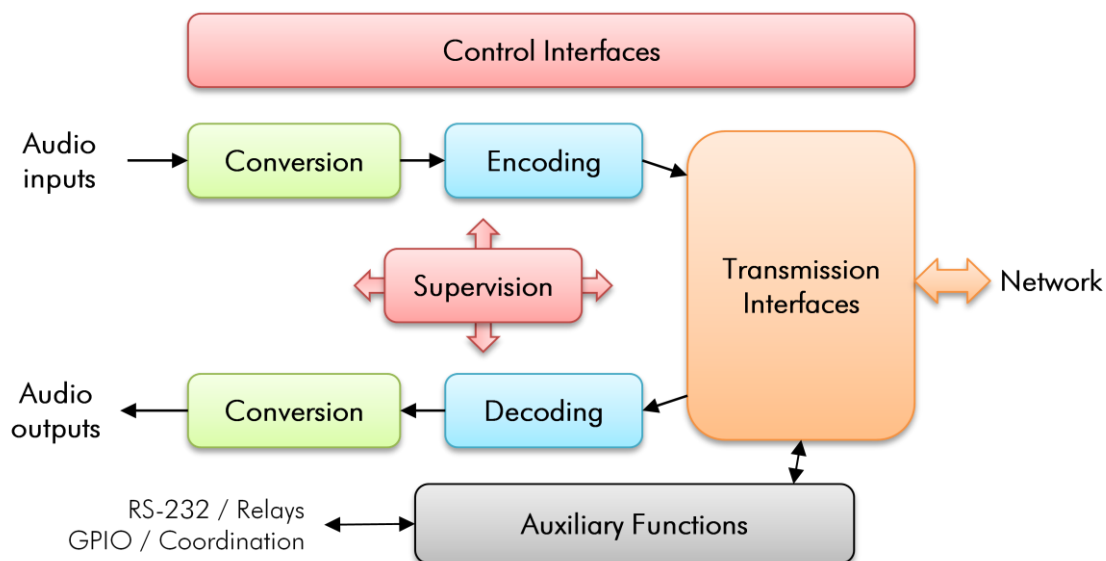 Control Interfaces
Audio
inputs
Conversion
Encoding
Transmission
Interfaces
Network
Supervision
Audio
outputs
Conversion
Decoding
RS-232 / Relays
GPIO / Coordination
Auxiliary Functions